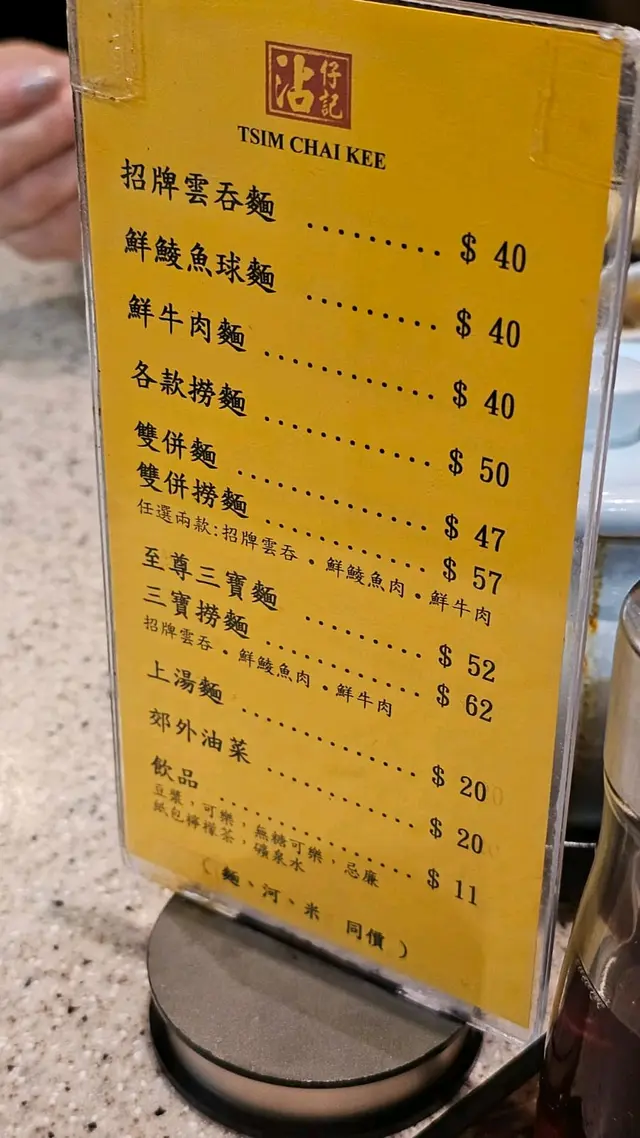 沾仔記
TSIM CHAI KEE
招牌雲吞麵 ......... $ 40
鮮鯪魚球麵 ......... $ 40
鮮牛肉麵 ............ $ 40
各款撈麵 ............ $ 50
雙併麵 ............. $ 47
雙併撈麵 ............ $ 57
任選兩款:招牌雲吞・鮮鯪魚肉・鮮牛肉
至尊三寶麵 ......... $ 52
三寶撈麵 ............ $ 62
招牌雲吞・鮮鯪魚肉・鮮牛肉
上湯麵 ............. $ 20
郊外油菜 ........... $ 20
飲品 ................ $ 11
豆漿,可樂,無糖可樂,忌廉
紙包檸檬茶,礦泉水
( 麵、河、米 同價 )